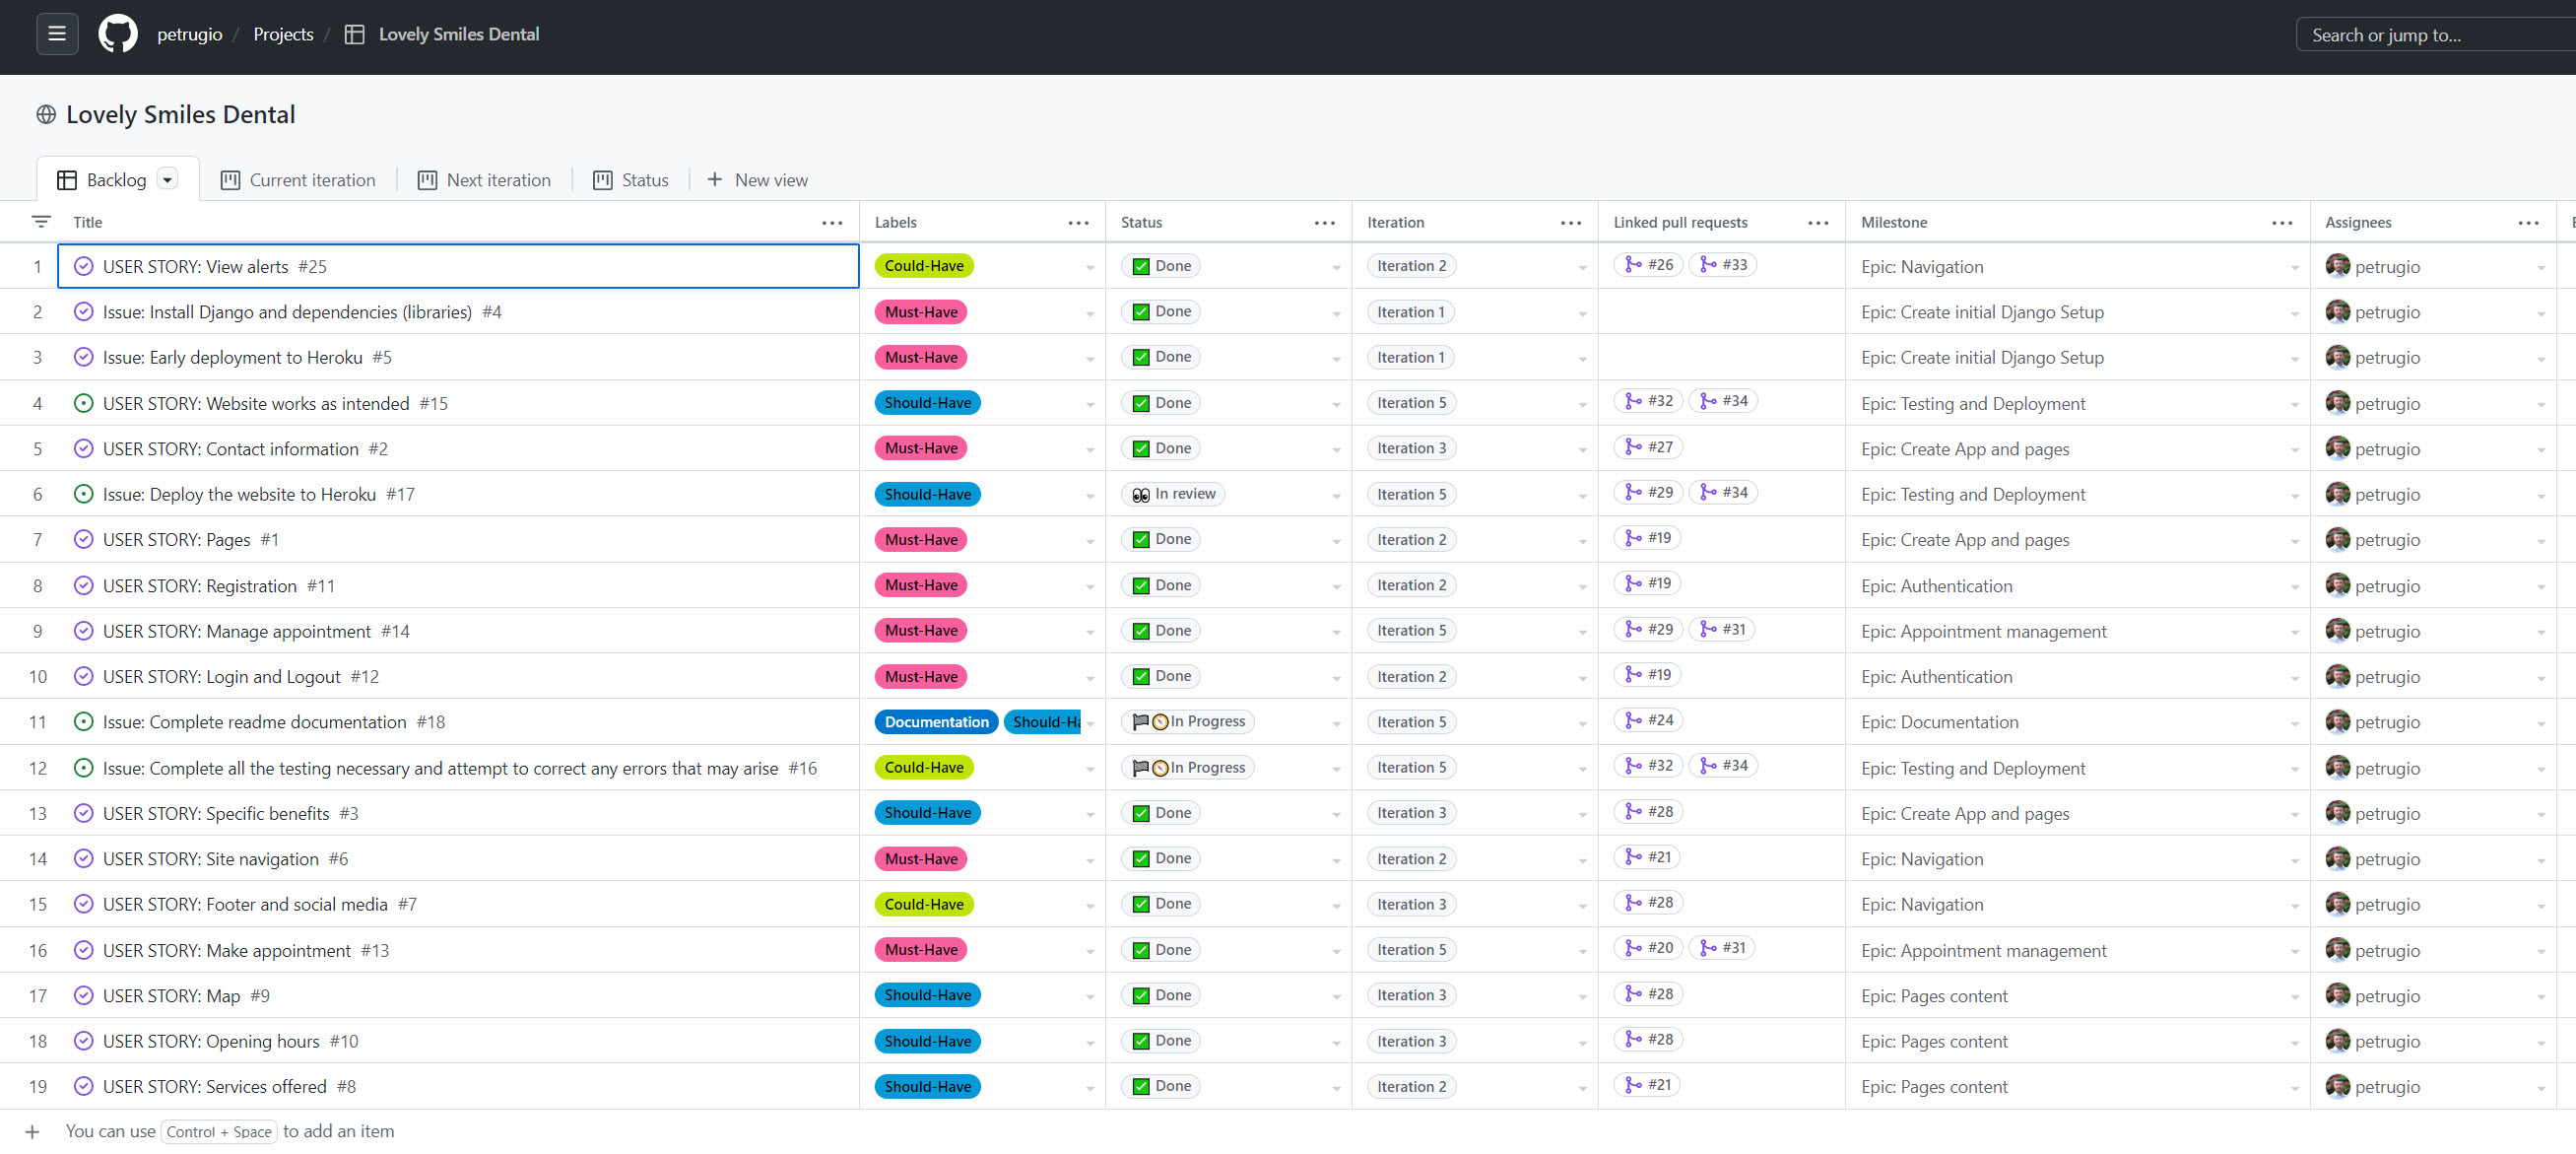 petrugio / Projects / Lovely Smiles Dental
Search or jump to...
Lovely Smiles Dental
Backlog Current iteration Next iteration Status + New view
Title ... Labels ... Status ... Iteration ... Linked pull requests ... Milestone ... Assignees ...
1 USER STORY: View alerts #25 Could-Have ✅ Done Iteration 2 #26 #33 Epic: Navigation petrugio
2 Issue: Install Django and dependencies (libraries) #4 Must-Have ✅ Done Iteration 1 Epic: Create initial Django Setup petrugio
3 Issue: Early deployment to Heroku #5 Must-Have ✅ Done Iteration 1 Epic: Create initial Django Setup petrugio
4 USER STORY: Website works as intended #15 Should-Have ✅ Done Iteration 5 #32 #34 Epic: Testing and Deployment petrugio
5 USER STORY: Contact information #2 Must-Have ✅ Done Iteration 3 #27 Epic: Create App and pages petrugio
6 Issue: Deploy the website to Heroku #17 Should-Have 👀 In review Iteration 5 #29 #34 Epic: Testing and Deployment petrugio
7 USER STORY: Pages #1 Must-Have ✅ Done Iteration 2 #19 Epic: Create App and pages petrugio
8 USER STORY: Registration #11 Must-Have ✅ Done Iteration 2 #19 Epic: Authentication petrugio
9 USER STORY: Manage appointment #14 Must-Have ✅ Done Iteration 5 #29 #31 Epic: Appointment management petrugio
10 USER STORY: Login and Logout #12 Must-Have ✅ Done Iteration 2 #19 Epic: Authentication petrugio
11 Issue: Complete readme documentation #18 Documentation Should-Ha 🏴🧭In Progress Iteration 5 #24 Epic: Documentation petrugio
12 Issue: Complete all the testing necessary and attempt to correct any errors that may arise #16 Could-Have 🏴🧭In Progress Iteration 5 #32 #34 Epic: Testing and Deployment petrugio
13 USER STORY: Specific benefits #3 Should-Have ✅ Done Iteration 3 #28 Epic: Create App and pages petrugio
14 USER STORY: Site navigation #6 Must-Have ✅ Done Iteration 2 #21 Epic: Navigation petrugio
15 USER STORY: Footer and social media #7 Could-Have ✅ Done Iteration 3 #28 Epic: Navigation petrugio
16 USER STORY: Make appointment #13 Must-Have ✅ Done Iteration 5 #20 #31 Epic: Appointment management petrugio
17 USER STORY: Map #9 Should-Have ✅ Done Iteration 3 #28 Epic: Pages content petrugio
18 USER STORY: Opening hours #10 Should-Have ✅ Done Iteration 3 #28 Epic: Pages content petrugio
19 USER STORY: Services offered #8 Should-Have ✅ Done Iteration 2 #21 Epic: Pages content petrugio
+ You can use Control + Space to add an item